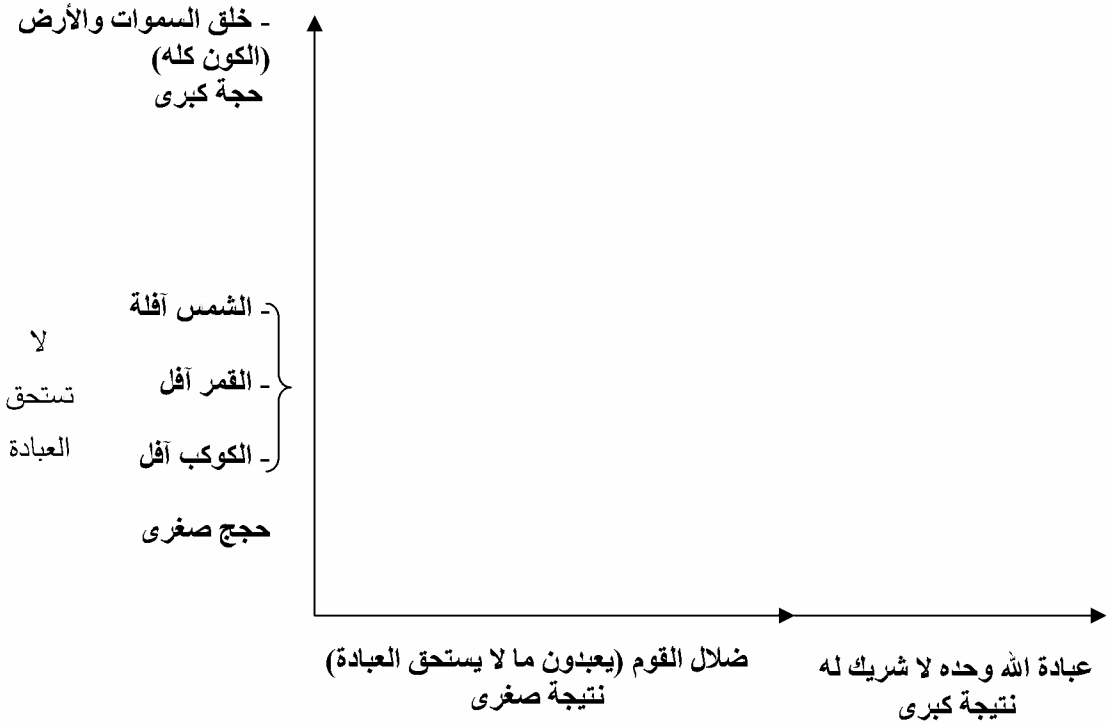 - خلق السموات والأرض
(الكون كله)
حجة كبرى
- الشمس آفلة
- القمر آفل
- الكوكب آفل
لا
تستحق
العبادة
حجج صغرى
ضلال القوم (يعبدون ما لا يستحق العبادة)
نتيجة صغرى
عبادة الله وحده لا شريك له
نتيجة كبرى